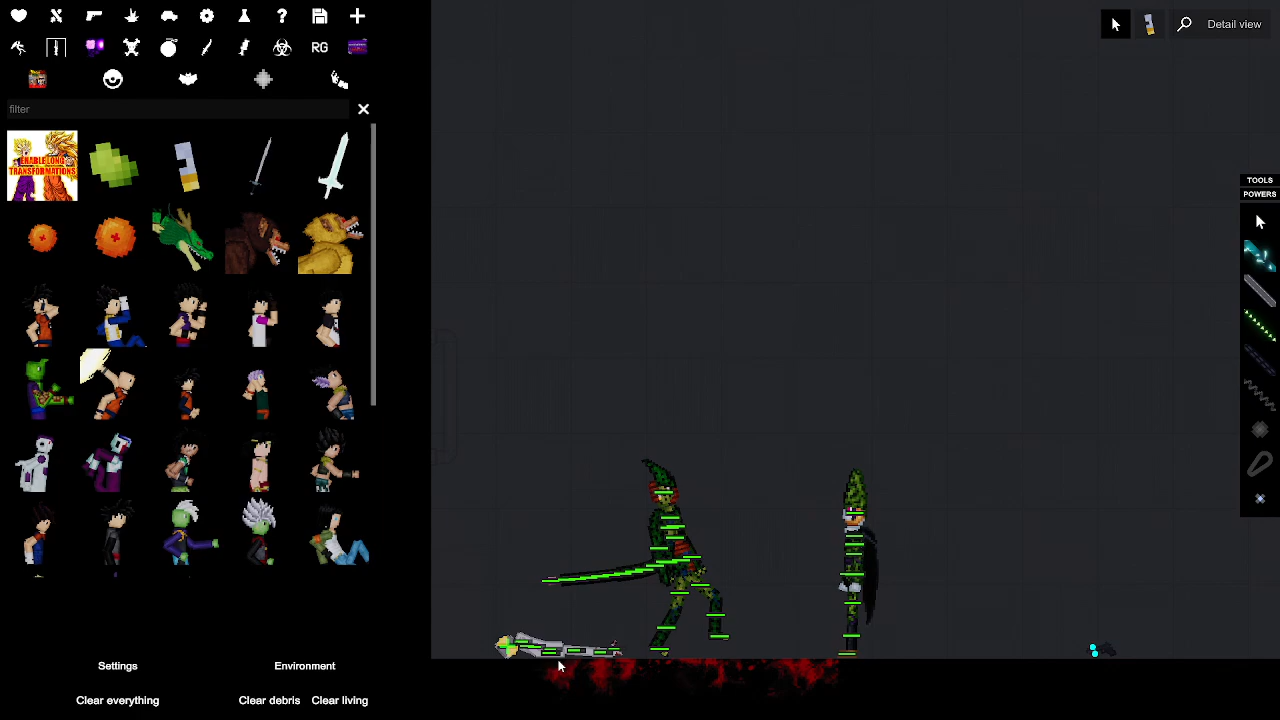 Detail view
RG
filter
ENABLE LONG
TRANSFORMATIONS
TOOLS
POWERS
Settings
Environment
Clear everything
Clear debris
Clear living